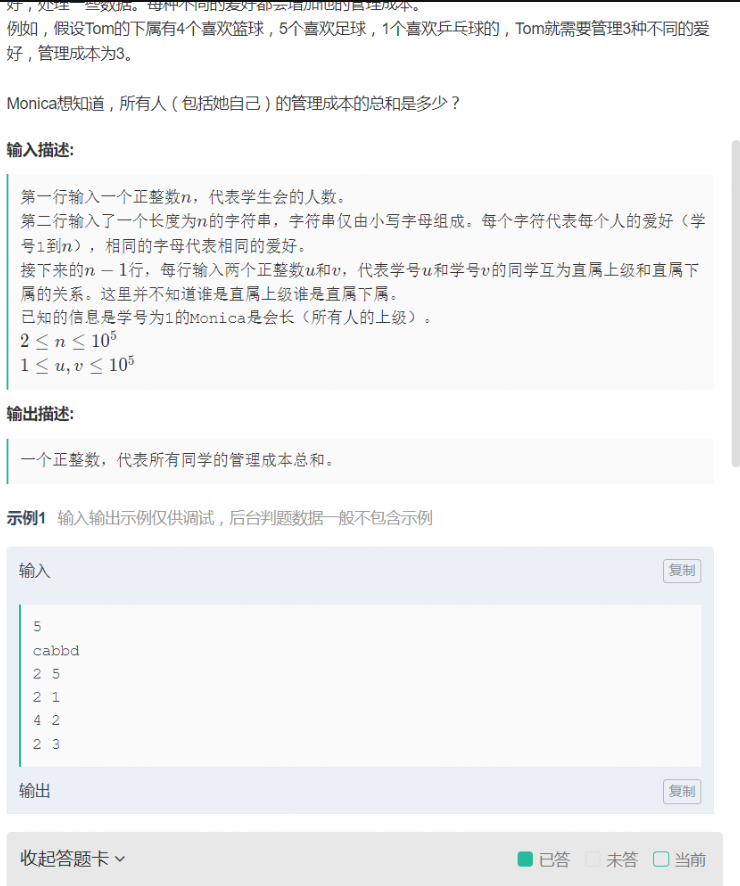 好，处理一些数据。每种不同的爱好都会增加他的管理成本。
例如，假设Tom的下属有4个喜欢篮球，5个喜欢足球，1个喜欢乒乓球的，Tom就需要管理3种不同的爱
好，管理成本为3。
Monica想知道，所有人（包括她自己）的管理成本的总和是多少？
输入描述:
第一行输入一个正整数n，代表学生会的人数。
第二行输入了一个长度为n的字符串，字符串仅由小写字母组成。每个字符代表每个人的爱好（学
号1到n），相同的字母代表相同的爱好。
接下来的n − 1行，每行输入两个正整数u和v，代表学号u和学号v的同学互为直属上级和直属下
属的关系。这里并不知道谁是直属上级谁是直属下属。
已知的信息是学号为1的Monica是会长（所有人的上级）。
2 ≤ n ≤ 10⁵
1 ≤ u, v ≤ 10⁵
输出描述:
一个正整数，代表所有同学的管理成本总和。
示例1 输入输出示例仅供调试，后台判题数据一般不包含示例
输入 复制
5
cabbd
2 5
2 1
4 2
2 3
输出 复制
收起答题卡 已答 未答 当前